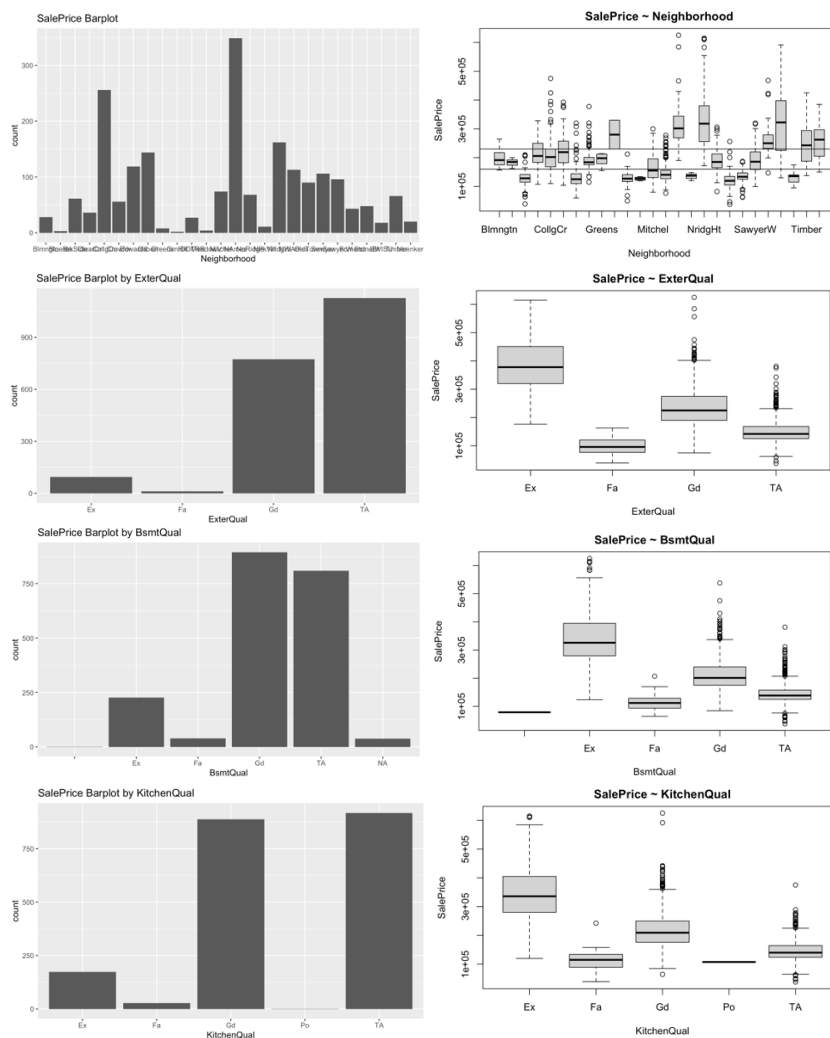 SalePrice Barplot
300
200
100
0
count
Blmngtn
Neighborhood
SalePrice ~ Neighborhood
5e+05
3e+05
1e+05
SalePrice
Blmngtn CollgCr Greens Mitchel NridgHt SawyerW Timber
Neighborhood
SalePrice Barplot by ExterQual
900
600
300
0
count
Ex Fa Gd TA
ExterQual
SalePrice ~ ExterQual
5e+05
3e+05
1e+05
SalePrice
Ex Fa Gd TA
ExterQual
SalePrice Barplot by BsmtQual
750
500
250
0
count
Ex Fa Gd TA NA
BsmtQual
SalePrice ~ BsmtQual
5e+05
3e+05
1e+05
SalePrice
Ex Fa Gd TA
BsmtQual
SalePrice Barplot by KitchenQual
750
500
250
0
count
Ex Fa Gd Po TA
KitchenQual
SalePrice ~ KitchenQual
5e+05
3e+05
1e+05
SalePrice
Ex Fa Gd Po TA
KitchenQual